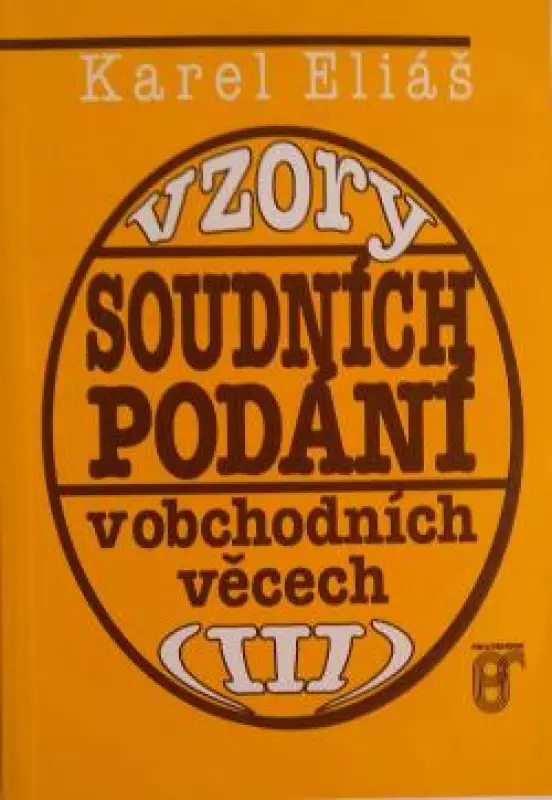 Karel Eliáš
vzory
SOUDNÍCH
PODÁNÍ
v obchodních
věcech
(III)